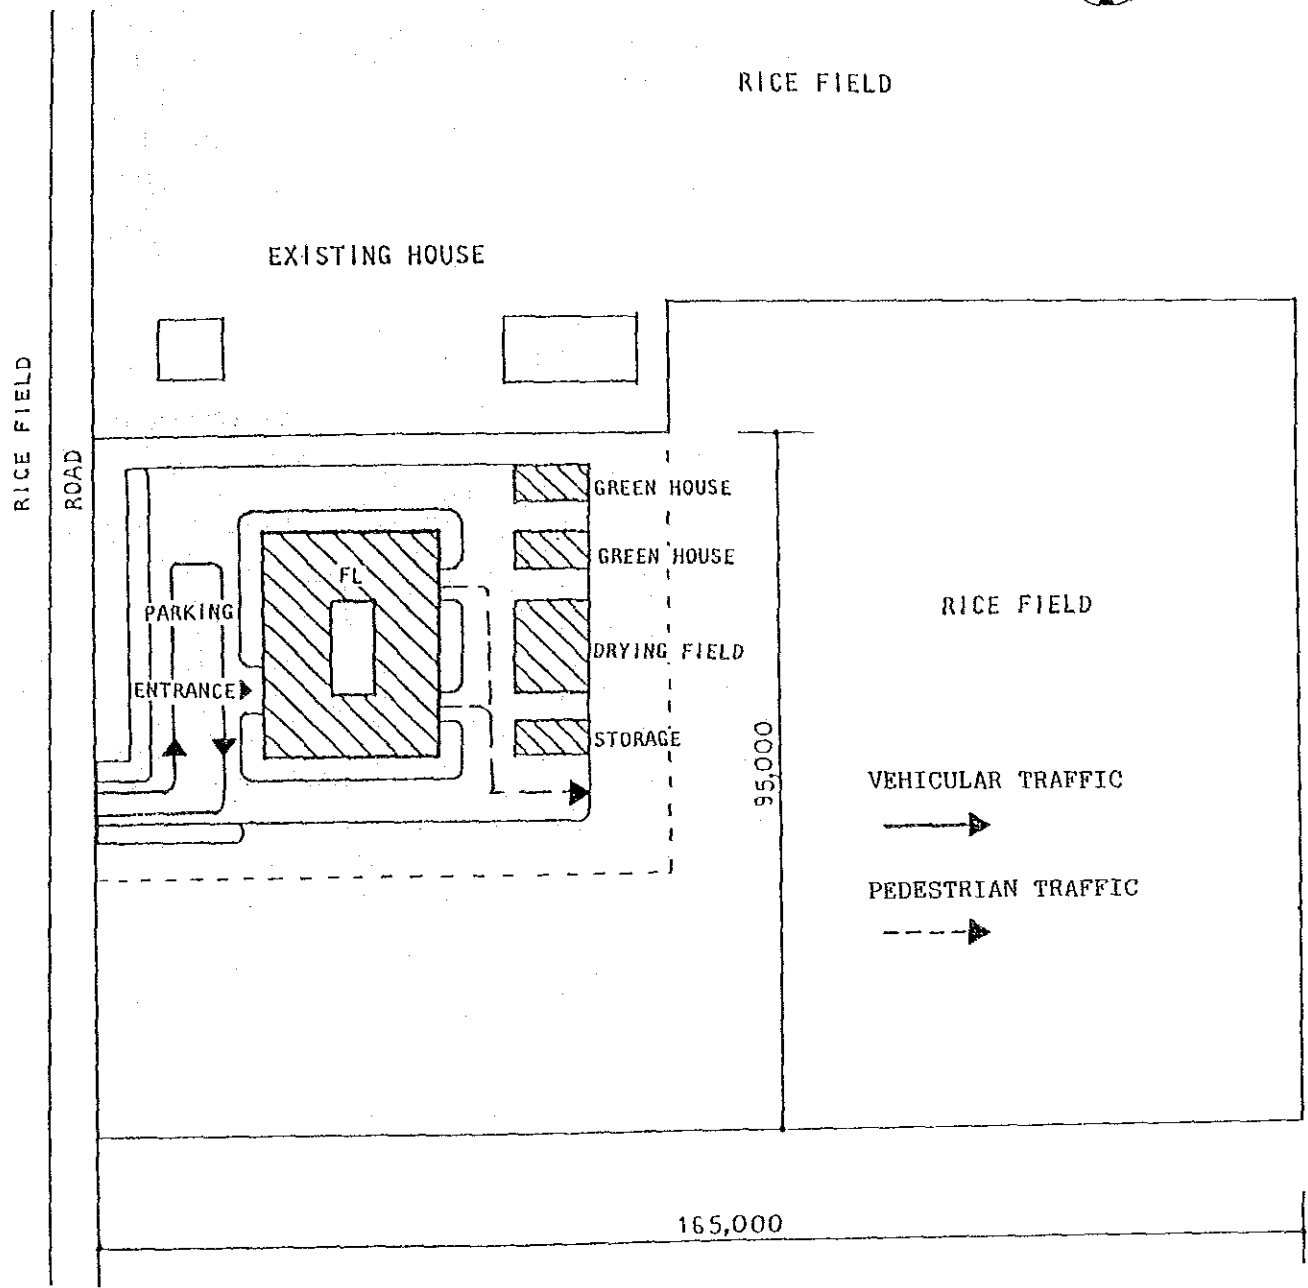 RICE FIELD
EXISTING HOUSE
RICE FIELD
ROAD
GREEN HOUSE
GREEN HOUSE
FL
PARKING
RICE FIELD
DRYING FIELD
ENTRANCE
STORAGE
95,000
VEHICULAR TRAFFIC
PEDESTRIAN TRAFFIC
165,000